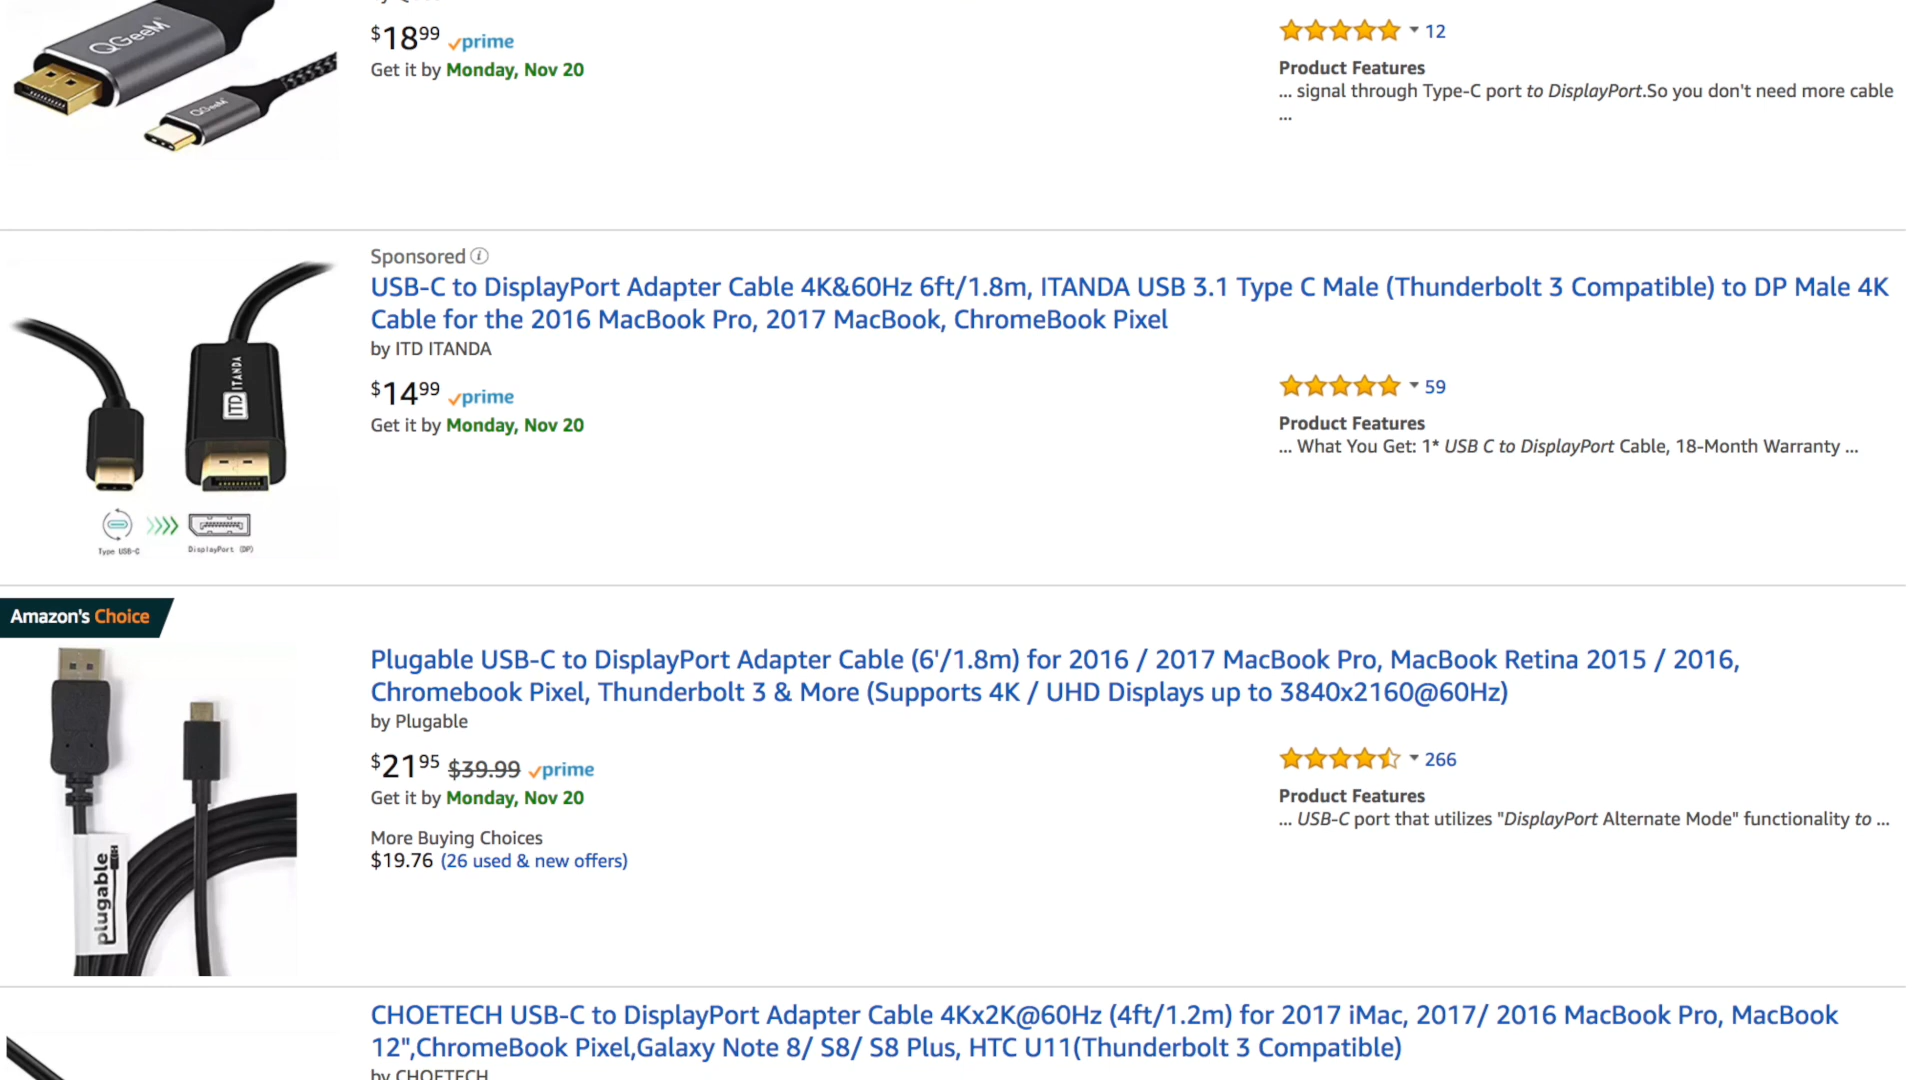 QGeeM
QGeeM
$18.99 prime
Get it by Monday, Nov 20
12
Product Features
... signal through Type-C port to DisplayPort.So you don't need more cable
...
Sponsored
USB-C to DisplayPort Adapter Cable 4K&60Hz 6ft/1.8m, ITANDA USB 3.1 Type C Male (Thunderbolt 3 Compatible) to DP Male 4K
Cable for the 2016 MacBook Pro, 2017 MacBook, ChromeBook Pixel
by ITD ITANDA
$14.99 prime
Get it by Monday, Nov 20
59
Product Features
... What You Get: 1* USB C to DisplayPort Cable, 18-Month Warranty ...
ITD ITANDA
Type USB-C
DisplayPort (DP)
Amazon's Choice
Plugable USB-C to DisplayPort Adapter Cable (6'/1.8m) for 2016 / 2017 MacBook Pro, MacBook Retina 2015 / 2016,
Chromebook Pixel, Thunderbolt 3 & More (Supports 4K / UHD Displays up to 3840x2160@60Hz)
by Plugable
$21.95 $39.99 prime
Get it by Monday, Nov 20
More Buying Choices
$19.76 (26 used & new offers)
266
Product Features
... USB-C port that utilizes "DisplayPort Alternate Mode" functionality to ...
plugable
CHOETECH USB-C to DisplayPort Adapter Cable 4Kx2K@60Hz (4ft/1.2m) for 2017 iMac, 2017/ 2016 MacBook Pro, MacBook
12",ChromeBook Pixel,Galaxy Note 8/ S8/ S8 Plus, HTC U11(Thunderbolt 3 Compatible)
by CHOETECH